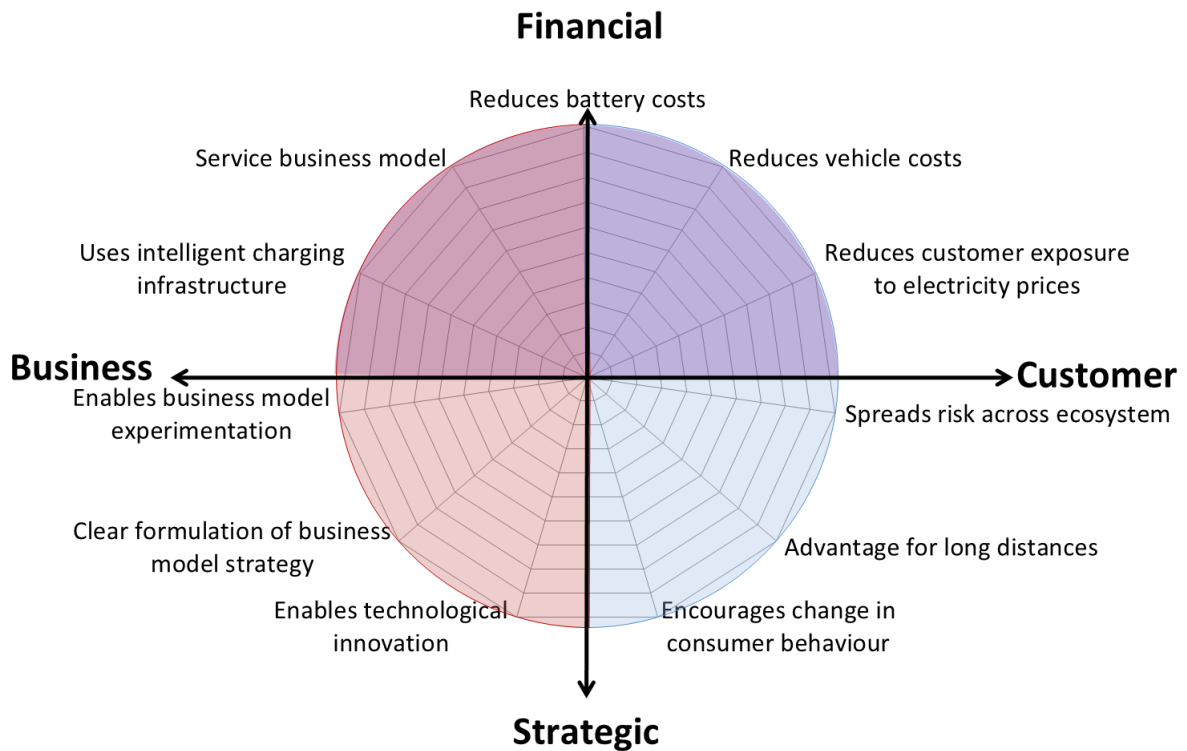 Financial
Reduces battery costs
Service business model
Reduces vehicle costs
Uses intelligent charging
infrastructure
Reduces customer exposure
to electricity prices
Business
Customer
Enables business model
experimentation
Spreads risk across ecosystem
Clear formulation of business
model strategy
Advantage for long distances
Enables technological
innovation
Encourages change in
consumer behaviour
Strategic